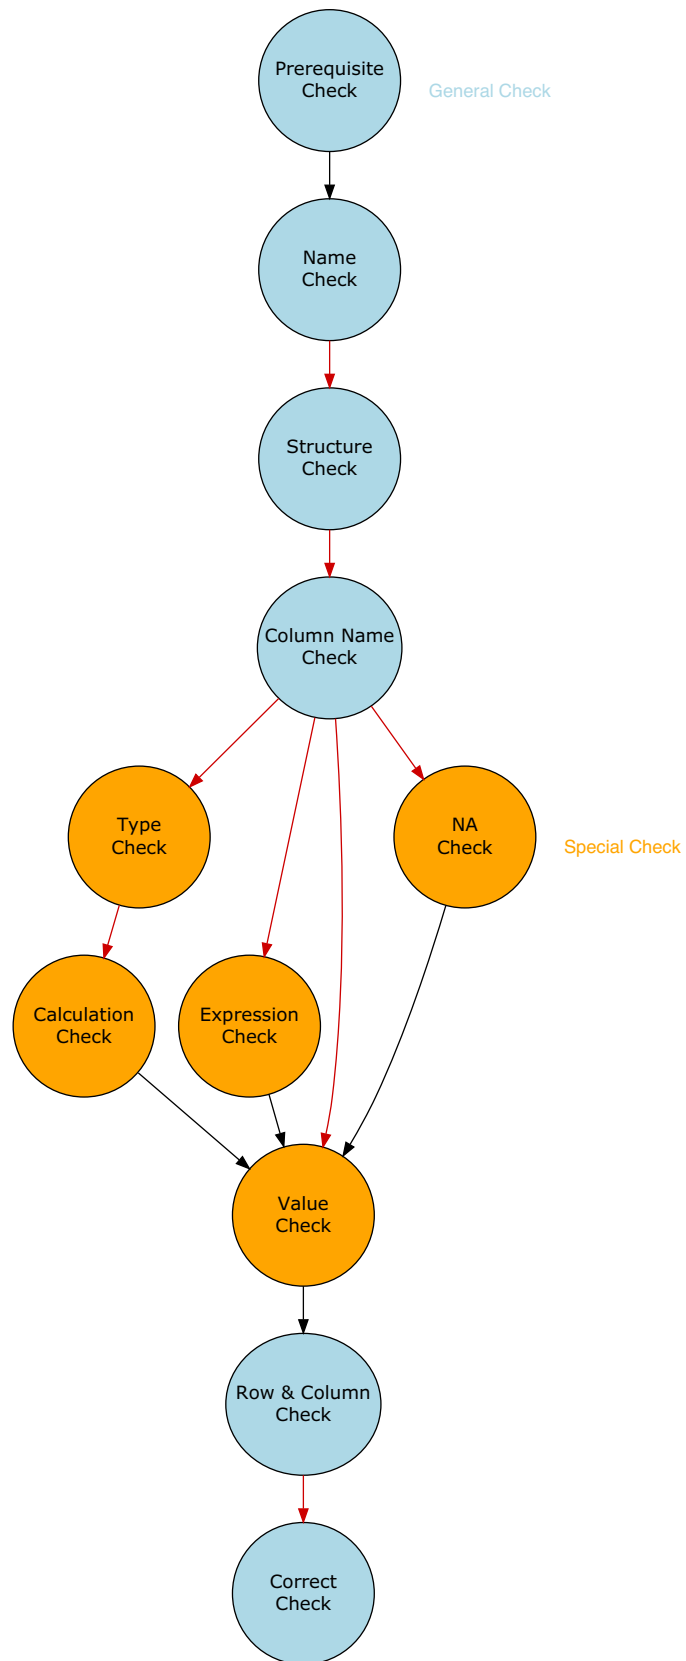 Prerequisite
Check
General Check
Name
Check
Structure
Check
Column Name
Check
Type
Check
NA
Check
Special Check
Calculation
Check
Expression
Check
Value
Check
Row & Column
Check
Correct
Check